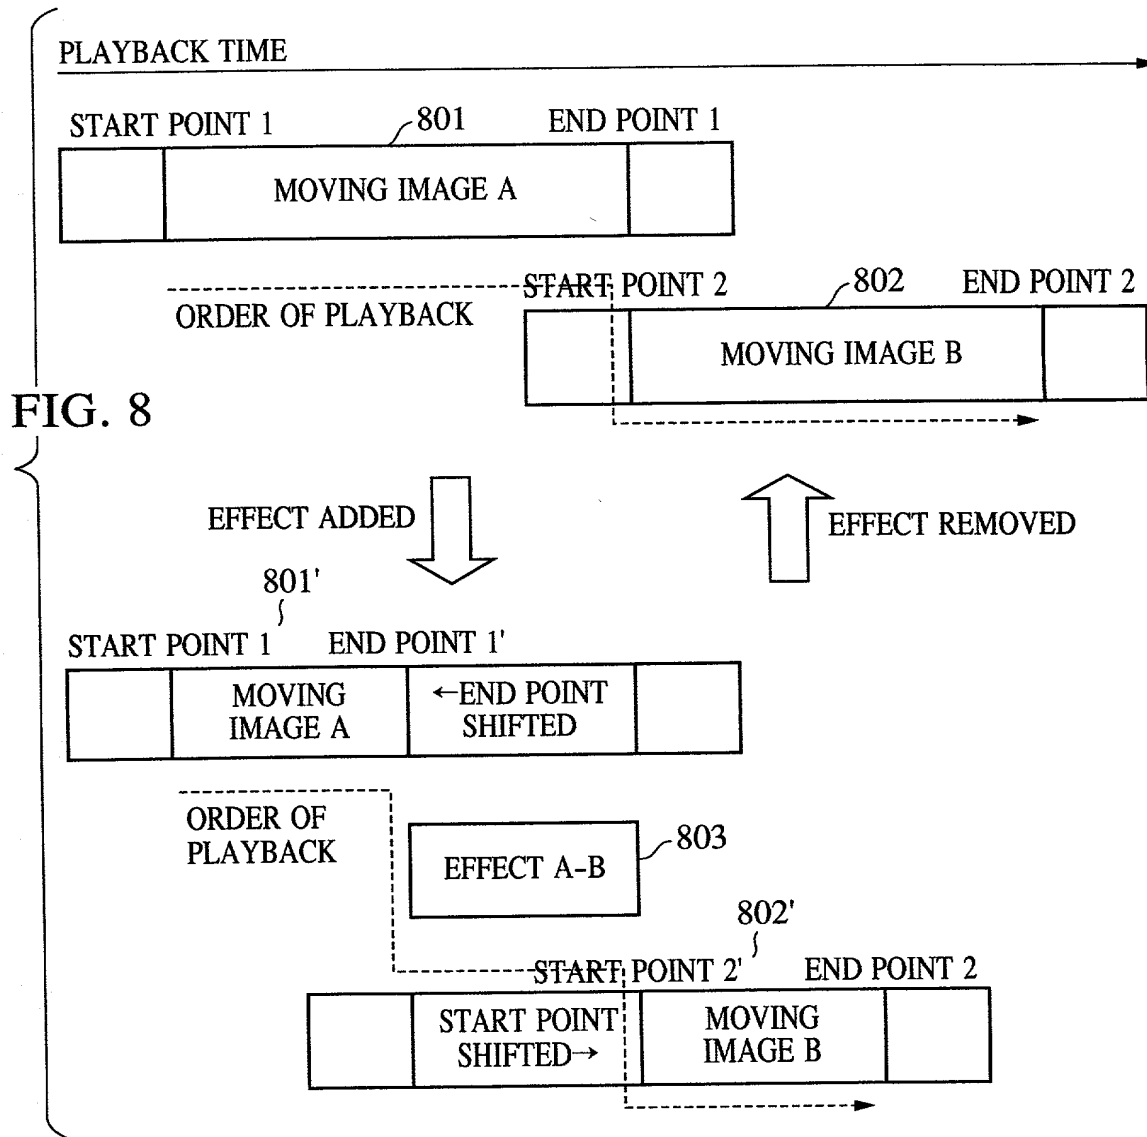 PLAYBACK TIME
START POINT 1
801
END POINT 1
MOVING IMAGE A
START POINT 2
802
END POINT 2
ORDER OF PLAYBACK
MOVING IMAGE B
FIG. 8
EFFECT ADDED
EFFECT REMOVED
801'
START POINT 1
END POINT 1'
MOVING
IMAGE A
←END POINT
SHIFTED
ORDER OF
PLAYBACK
EFFECT A-B
803
802'
START POINT 2'
END POINT 2
START POINT
SHIFTED→
MOVING
IMAGE B